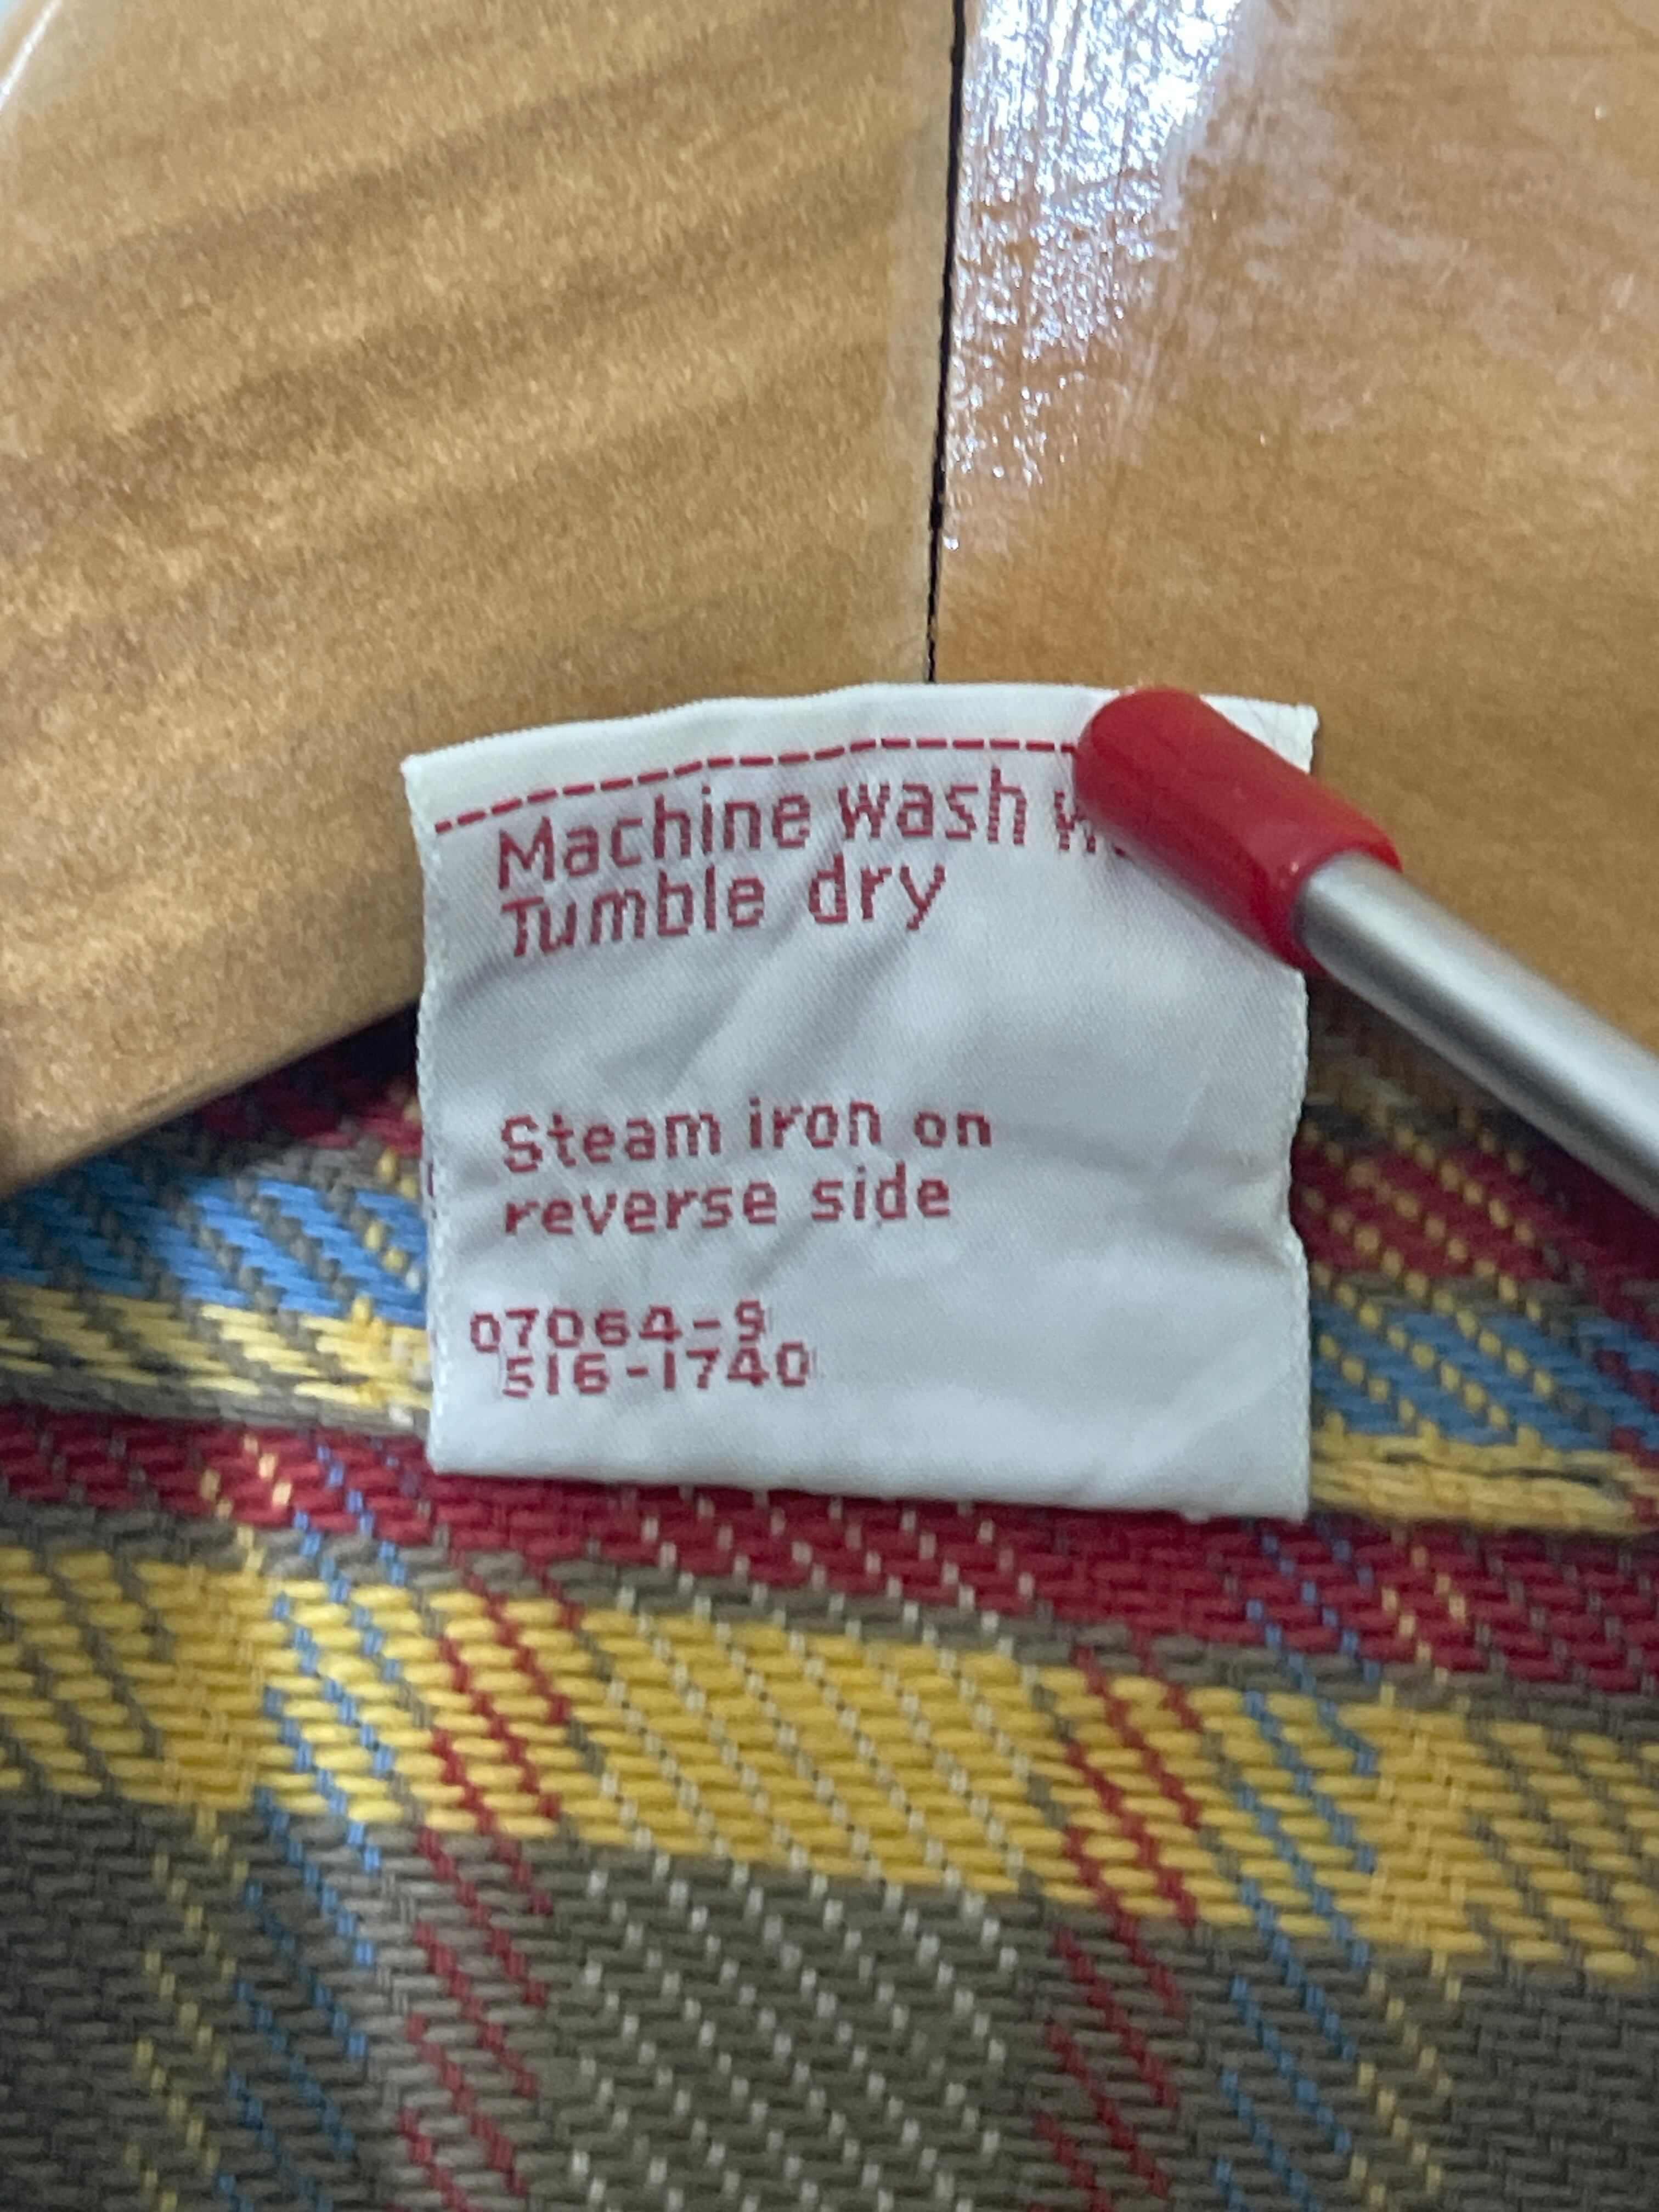 Machine wash
Tumble dry
Steam iron on
reverse side
07064-9
516-1740